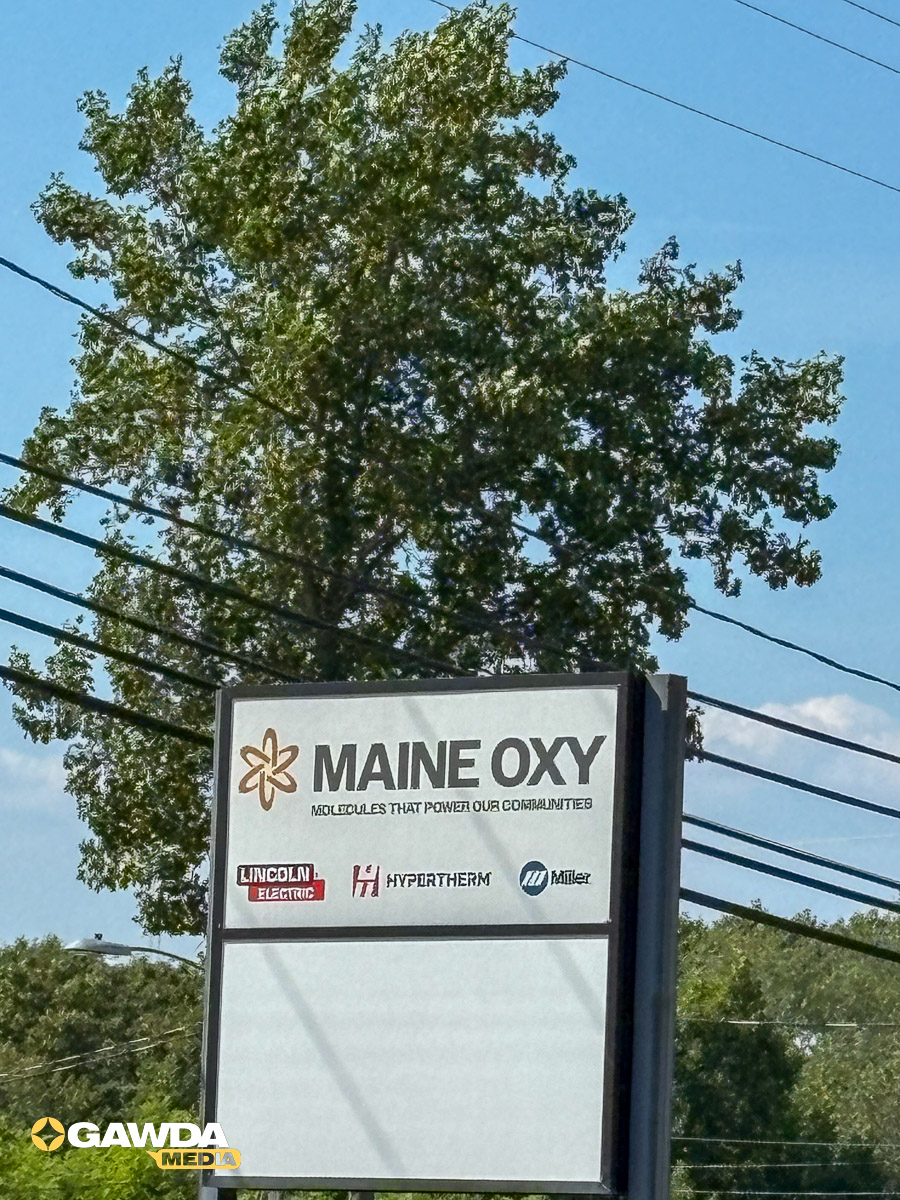 MAINE OXY
MOLECULES THAT POWER OUR COMMUNITIES
LINCOLN
ELECTRIC
HYPERTHERM
Miller
GAWDA
MEDIA